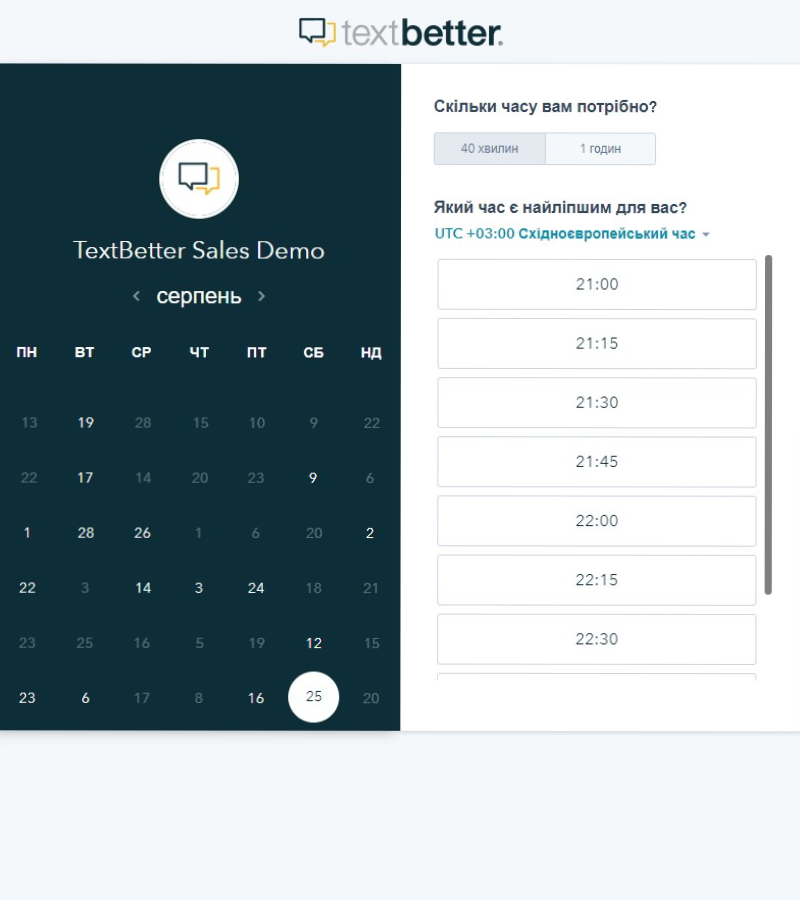 textbetter.
TextBetter Sales Demo
серпень
ПН ВТ СР ЧТ ПТ СБ НД
13 19 28 15 10 9 22
22 17 14 20 23 9 6
1 28 26 1 6 20 2
22 3 14 3 24 18 21
23 25 16 5 19 12 15
23 6 17 8 16 25 20
Скільки часу вам потрібно?
40 хвилин 1 годин
Який час є найліпшим для вас?
UTC +03:00 Східноєвропейський час
21:00
21:15
21:30
21:45
22:00
22:15
22:30